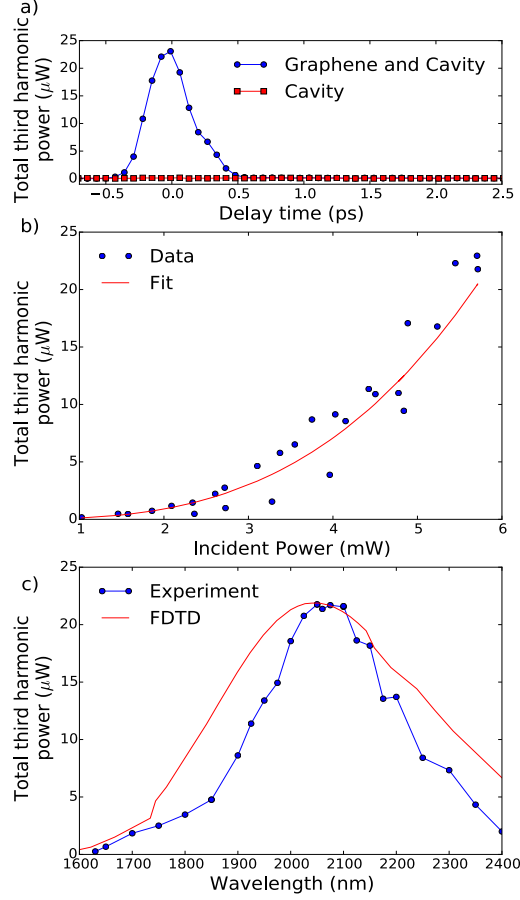 a)
Total third harmonic
power (μW)
25
20
15
10
5
0
Graphene and Cavity
Cavity
−0.5 0.0 0.5 1.0 1.5 2.0 2.5
Delay time (ps)
b)
Total third harmonic
power (μW)
25
20
15
10
5
0
Data
Fit
1 2 3 4 5 6
Incident Power (mW)
c)
Total third harmonic
power (μW)
25
20
15
10
5
0
Experiment
FDTD
1600 1700 1800 1900 2000 2100 2200 2300 2400
Wavelength (nm)